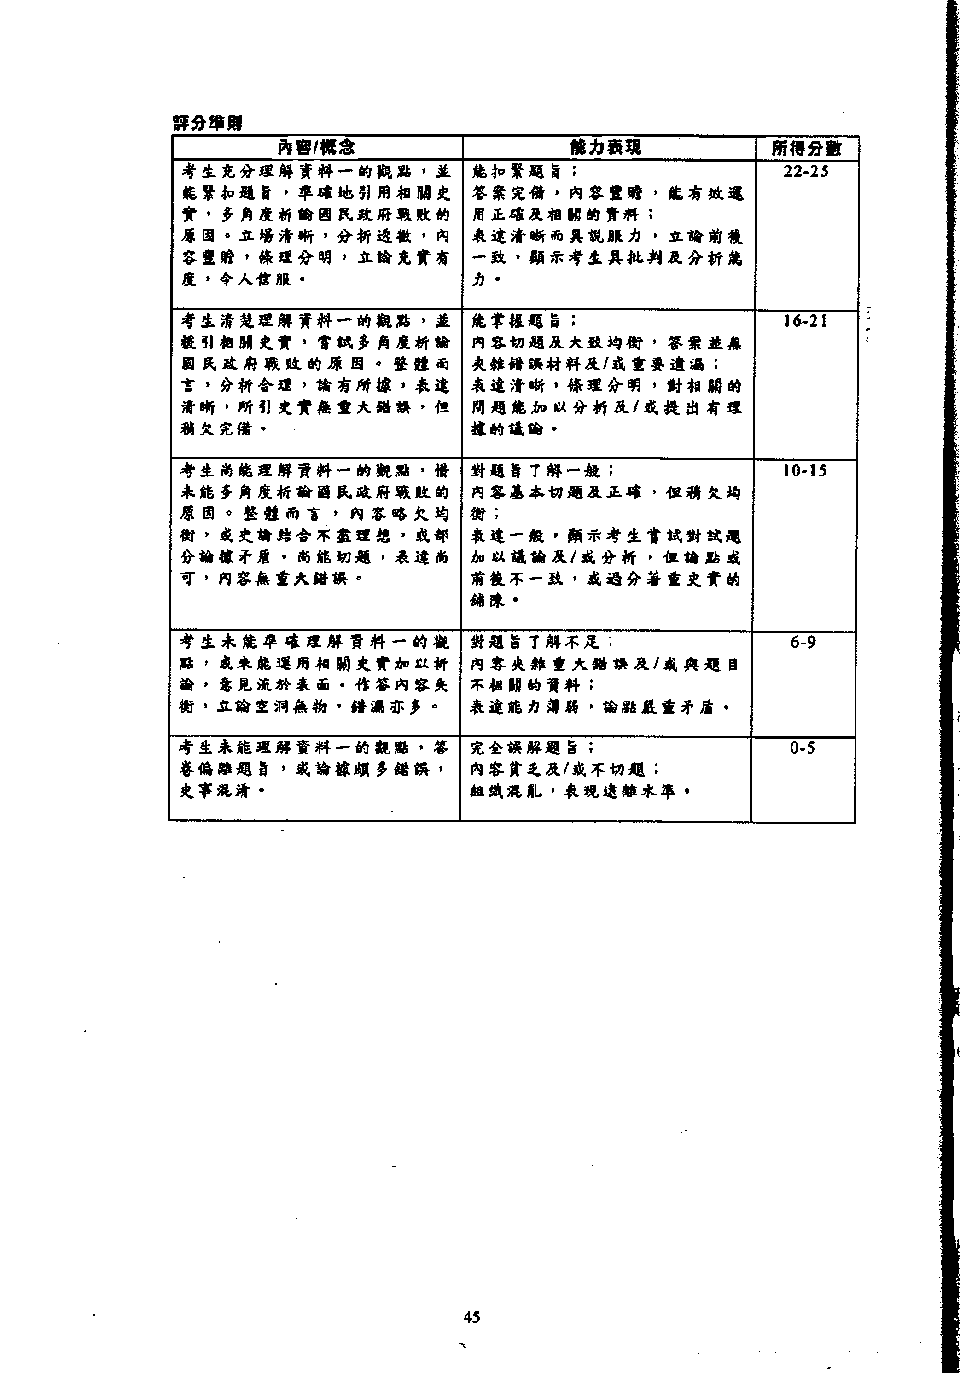 評分準則
內容/概念
能力表現
所得分數
考生充分理解資料一的觀點，並
能緊扣題旨，準確地引用相關史
實，多角度析論國民政府戰敗的
原因。立場清晰，分析透徹，內
容豐贍，條理分明，立論充實有
度，令人信服。
能扣緊題旨；
答案完備，內容豐贍，能有效運
用正確及相關的資料；
表達清晰而具說服力，立論前後
一致，顯示考生具批判及分析能
力。
22-25
考生清楚理解資料一的觀點，並
援引相關史實，嘗試多角度析論
國民政府戰敗的原因。整體而
言，分析合理，論有所據，表達
清晰，所引史實無重大錯誤，但
稍欠完備。
能掌握題旨；
內容切題及大致均衡，答案並無
夾雜錯誤材料及/或重要遺漏；
表達清晰，條理分明，對相關的
問題能加以分析及/或提出有理
據的議論。
16-21
考生尚能理解資料一的觀點，惟
未能多角度析論國民政府戰敗的
原因。整體而言，內容略欠均
衡，或史論結合不盡理想，或部
分論據矛盾。尚能切題，表達尚
可，內容無重大錯誤。
對題旨了解一般；
內容基本切題及正確，但稍欠均
衡；
表達一般，顯示考生嘗試對試題
加以議論及/或分析，但論點或
前後不一致，或過分著重史實的
鋪陳。
10-15
考生未能準確理解資料一的觀
點，或未能運用相關史實加以析
論，意見流於表面。作答內容失
衡，立論空洞無物，錯漏亦多。
對題旨了解不足；
內容夾雜重大錯誤及/或與題目
不相關的資料；
表達能力薄弱，論點嚴重矛盾。
6-9
考生未能理解資料一的觀點，答
卷偏離題旨，或論據頗多錯誤，
史事混淆。
完全誤解題旨；
內容貧乏及/或不切題；
組織混亂，表現遠離水準。
0-5
45